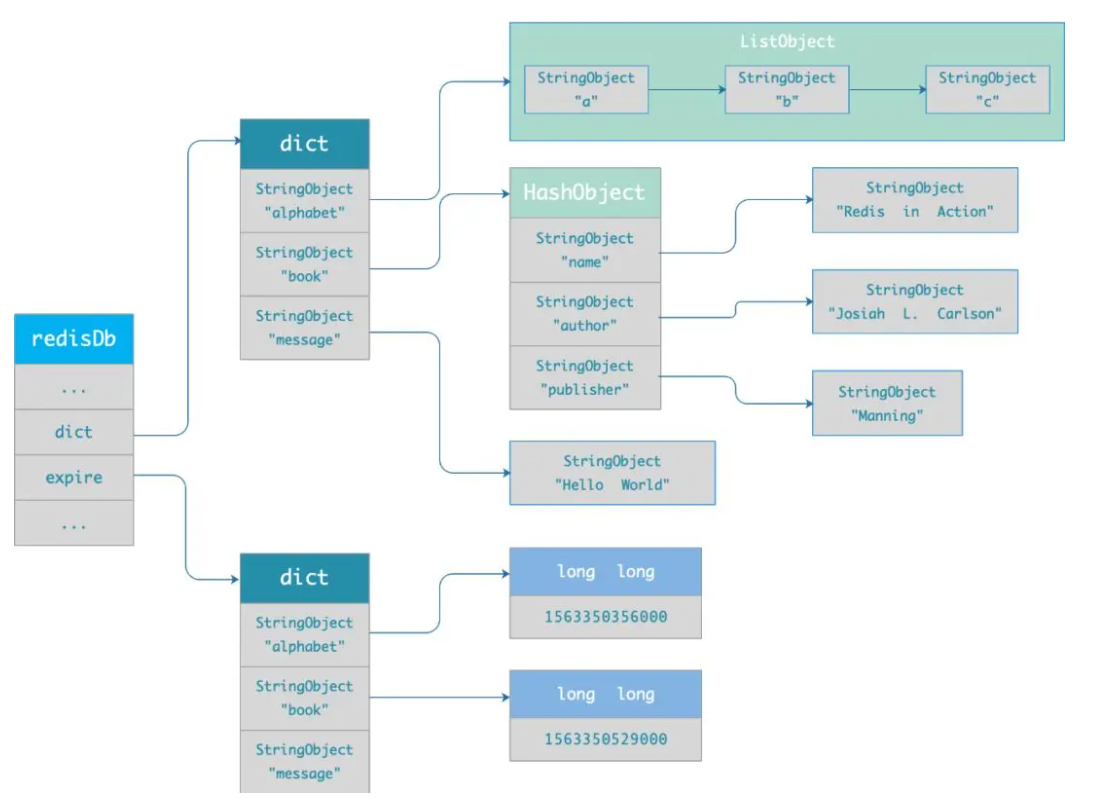 redisDb
...
dict
expire
...
dict
StringObject
"alphabet"
StringObject
"book"
StringObject
"message"
ListObject
StringObject
"a"
StringObject
"b"
StringObject
"c"
HashObject
StringObject
"name"
StringObject
"author"
StringObject
"publisher"
StringObject
"Redis in Action"
StringObject
"Josiah L. Carlson"
StringObject
"Manning"
StringObject
"Hello World"
dict
StringObject
"alphabet"
StringObject
"book"
StringObject
"message"
long long
1563350356000
long long
1563350529000